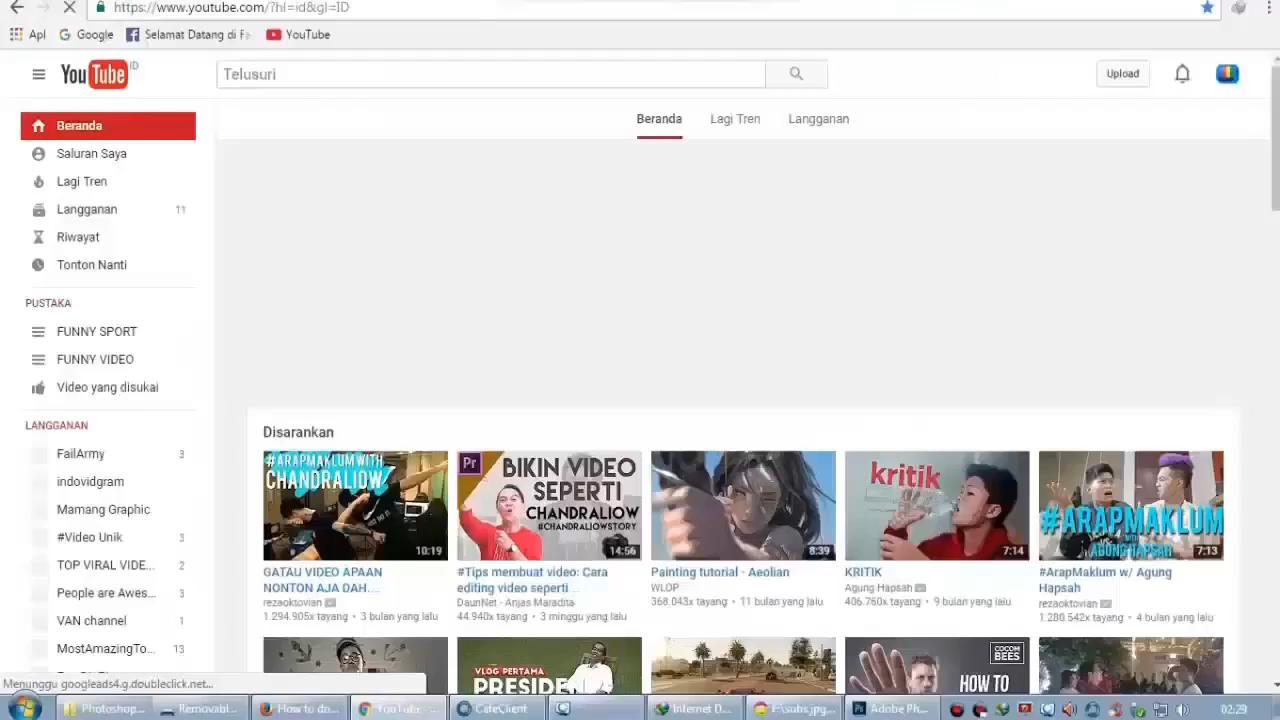 https://www.youtube.com/?hl=id&gl=ID
Apl
Google
Selamat Datang di
YouTube
YouTube ID
Telusuri
Upload
Beranda
Lagi Tren
Langganan
Beranda
Saluran Saya
Lagi Tren
Langganan 11
Riwayat
Tonton Nanti
PUSTAKA
FUNNY SPORT
FUNNY VIDEO
Video yang disukai
LANGGANAN
FailArmy 3
indovidgram
Mamang Graphic
#Video Unik 3
TOP VIRAL VIDE... 2
People are Awes... 3
VAN channel 1
MostAmazingTo... 13
Disarankan
#ARAPMAKLUM WITH
CHANDRALIOW
10:19
GATAU VIDEO APAAN
NONTON AJA DAH....
rezaoktovian
1.294.905x tayang • 3 bulan yang lalu
Pr
BIKIN VIDEO
SEPERTI
CHANDRALIOW
#CHANDRALIOWSTORY
14:56
#Tips membuat video: Cara
editing video seperti...
DaunNet - Anjas Maradita
44.940x tayang • 3 minggu yang lalu
8:39
Painting tutorial - Aeolian
WLOP
368.043x tayang • 11 bulan yang lalu
kritik
7:14
KRITIK
Agung Hapsah
406.760x tayang • 9 bulan yang lalu
#ARAPMAKLUM
WITH
AGUNG HAPSAH
7:13
#ArapMaklum w/ Agung
Hapsah
rezaoktovian
1.280.542x tayang • 4 bulan yang lalu
VLOG PERTAMA
PRESIDEN
COCOM
BEES
HOW TO
Menunggu googleads4.g.doubleclick.net...
Photoshop...
Removabl...
How to do...
YouTube...
CafeClient
Internet D...
F:\subs.jpg...
Adobe Ph...
02:29